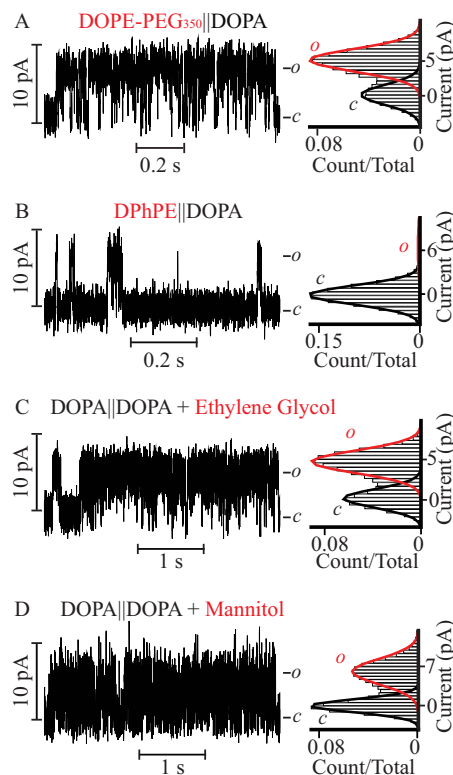 A DOPE-PEG350||DOPA
10 pA
o
c
0.2 s
o
c
5
0
Current (pA)
0.08 0
Count/Total
B DPhPE||DOPA
10 pA
o
c
0.2 s
o
c
6
0
Current (pA)
0.15 0
Count/Total
C DOPA||DOPA + Ethylene Glycol
10 pA
o
c
1 s
o
c
5
0
Current (pA)
0.08 0
Count/Total
D DOPA||DOPA + Mannitol
10 pA
o
c
1 s
o
c
7
0
Current (pA)
0.08 0
Count/Total